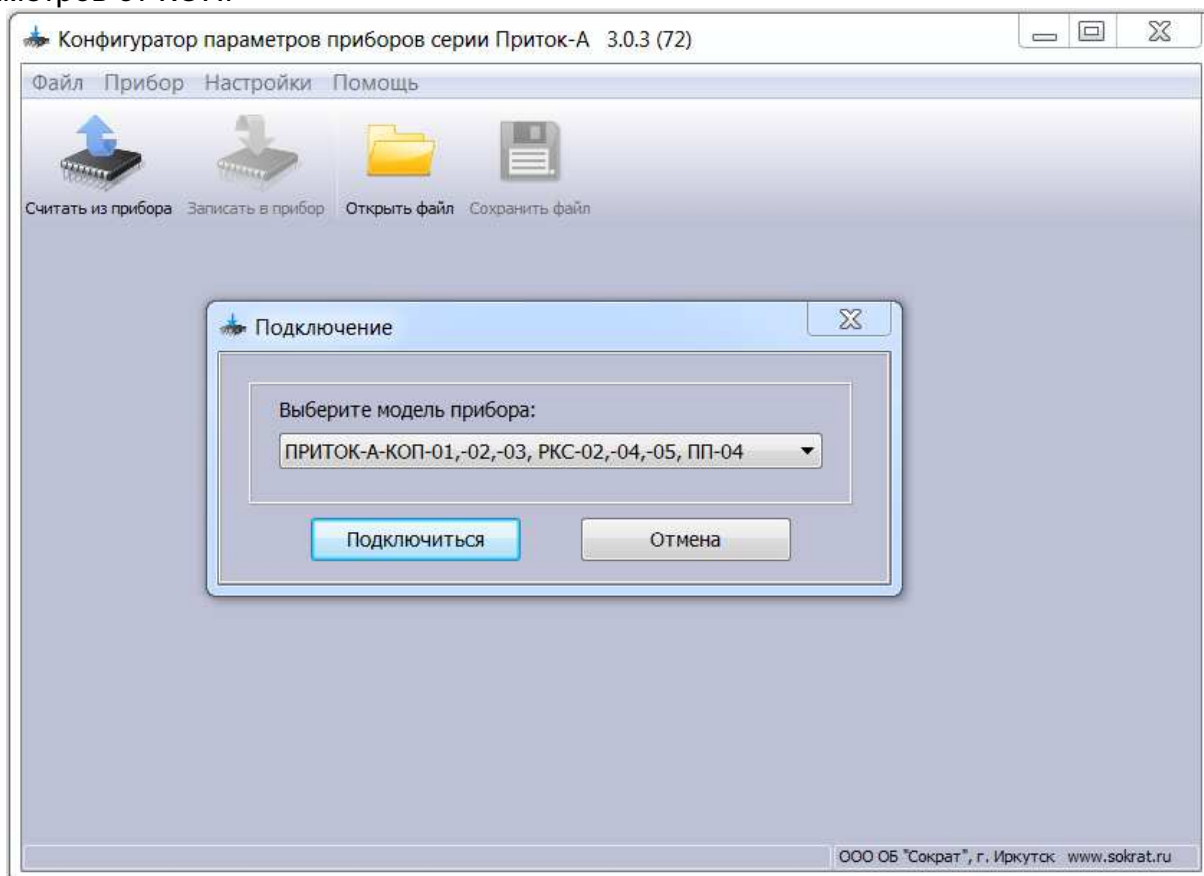 Конфигуратор параметров приборов серии Приток-А 3.0.3 (72)
Файл Прибор Настройки Помощь
Считать из прибора Записать в прибор Открыть файл Сохранить файл
Подключение
Выберите модель прибора:
ПРИТОК-А-КОП-01,-02,-03, РКС-02,-04,-05, ПП-04
Подключиться Отмена
ООО ОБ "Сократ", г. Иркутск www.sokrat.ru